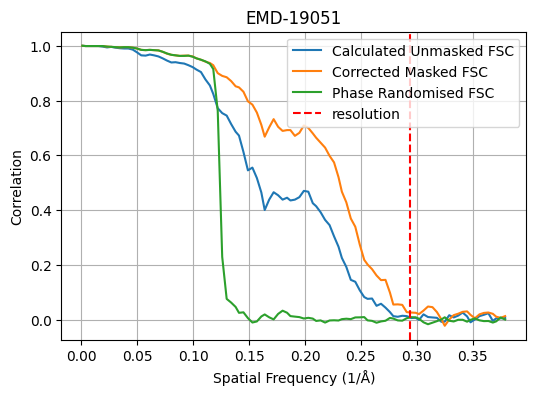 EMD-19051
Calculated Unmasked FSC
Corrected Masked FSC
Phase Randomised FSC
resolution
Correlation
1.0
0.8
0.6
0.4
0.2
0.0
0.00 0.05 0.10 0.15 0.20 0.25 0.30 0.35
Spatial Frequency (1/Å)